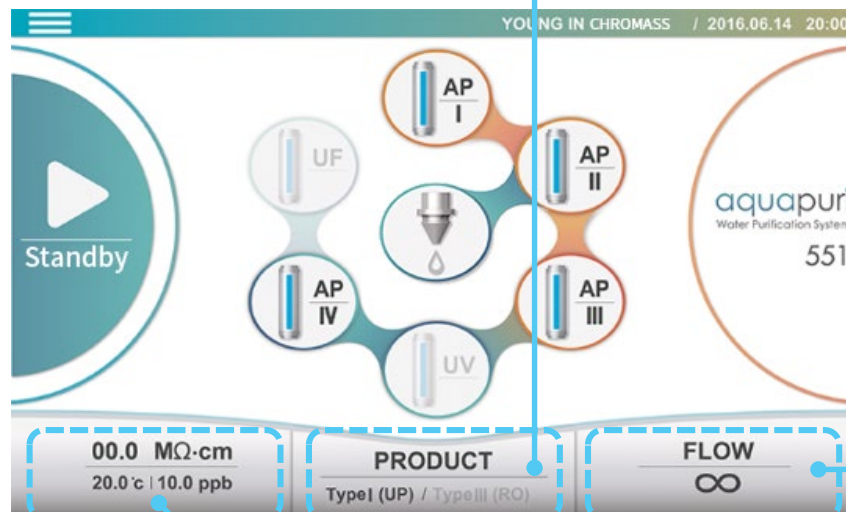 YOUNG IN CHROMASS / 2016.06.14 20:00
AP
I
UF
AP
II
Standby
aquapur
Water Purification System
551
AP
IV
AP
III
UV
00.0 MΩ·cm
20.0 ℃ | 10.0 ppb
PRODUCT
TypeI (UP) / TypeIII (RO)
FLOW
∞